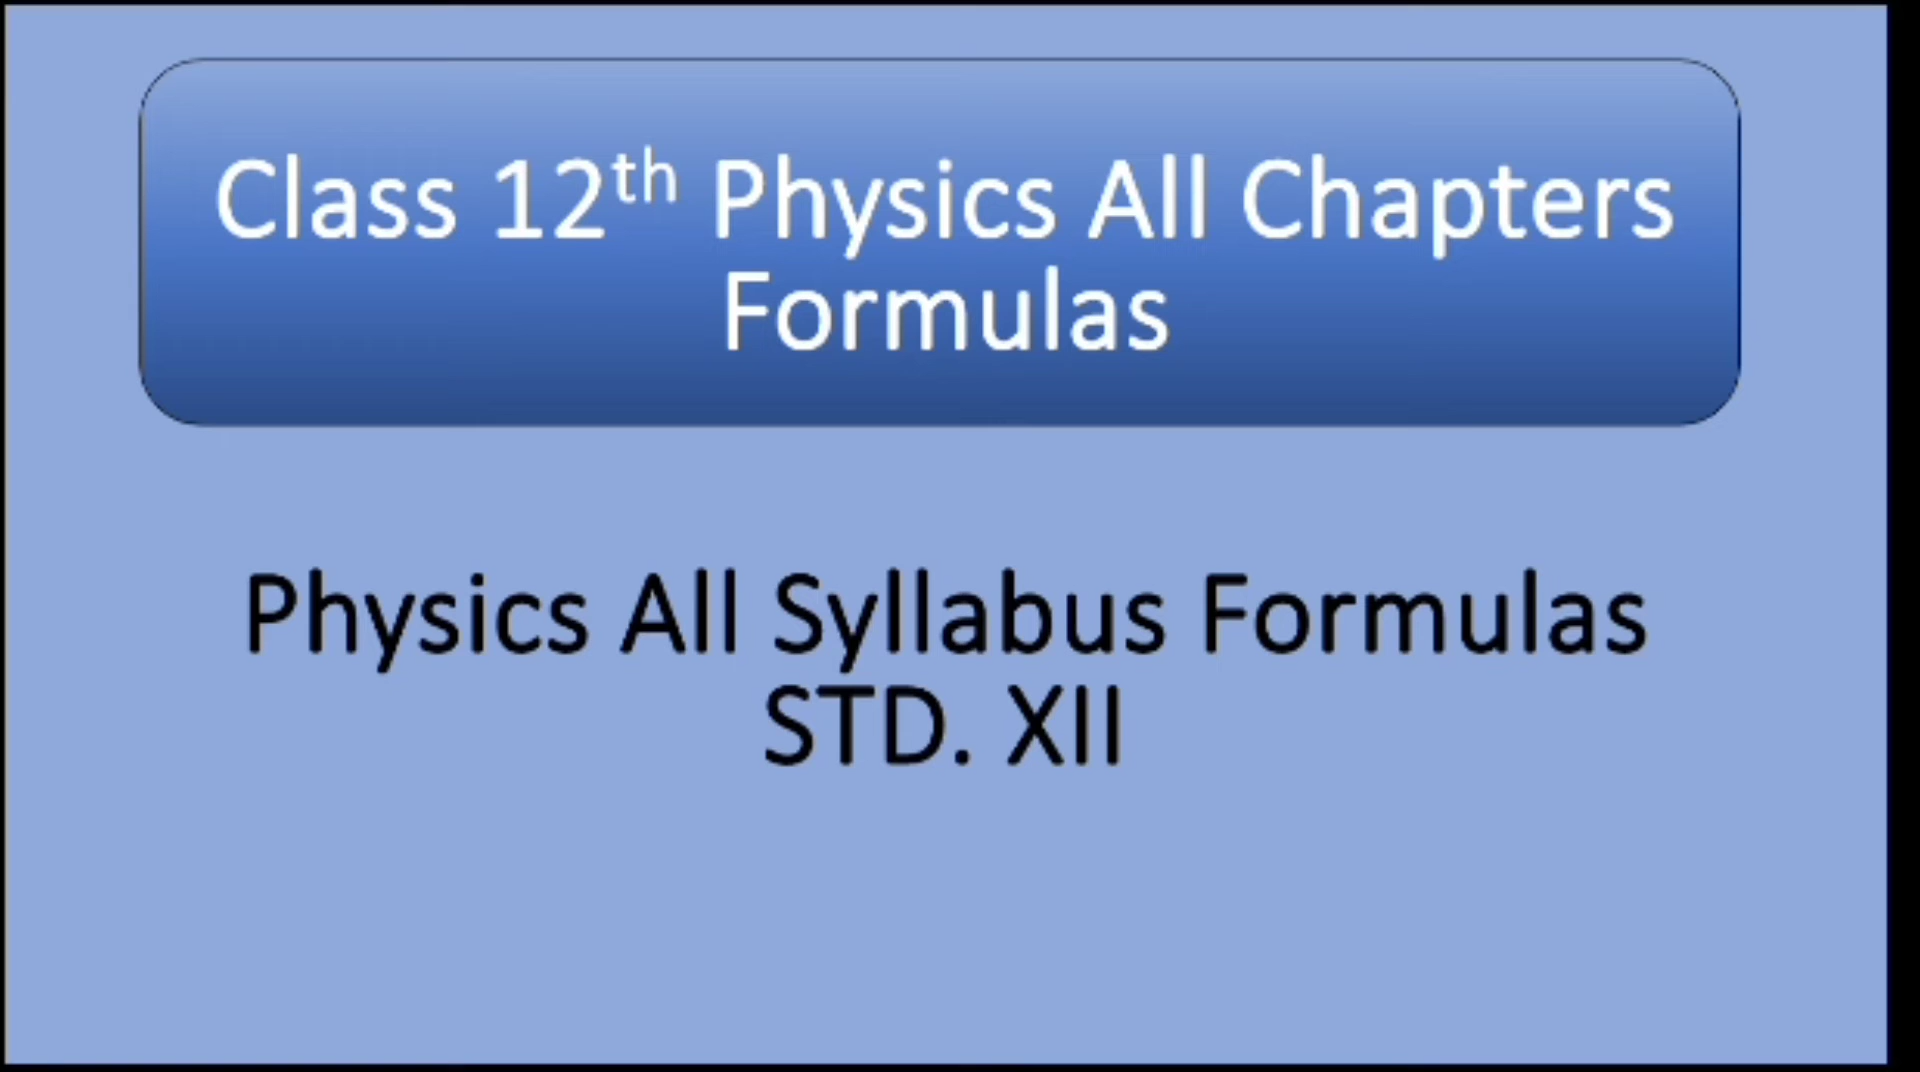 Class 12th Physics All Chapters
Formulas
Physics All Syllabus Formulas
STD. XII